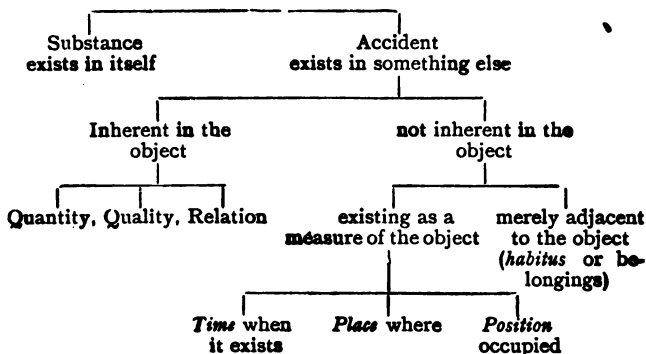 Substance
exists in itself
Accident
exists in something else
Inherent in the
object
not inherent in the
object
Quantity, Quality, Relation
existing as a
measure of the object
merely adjacent
to the object
(habitus or be-
longings)
Time when
it exists
Place where
Position
occupied